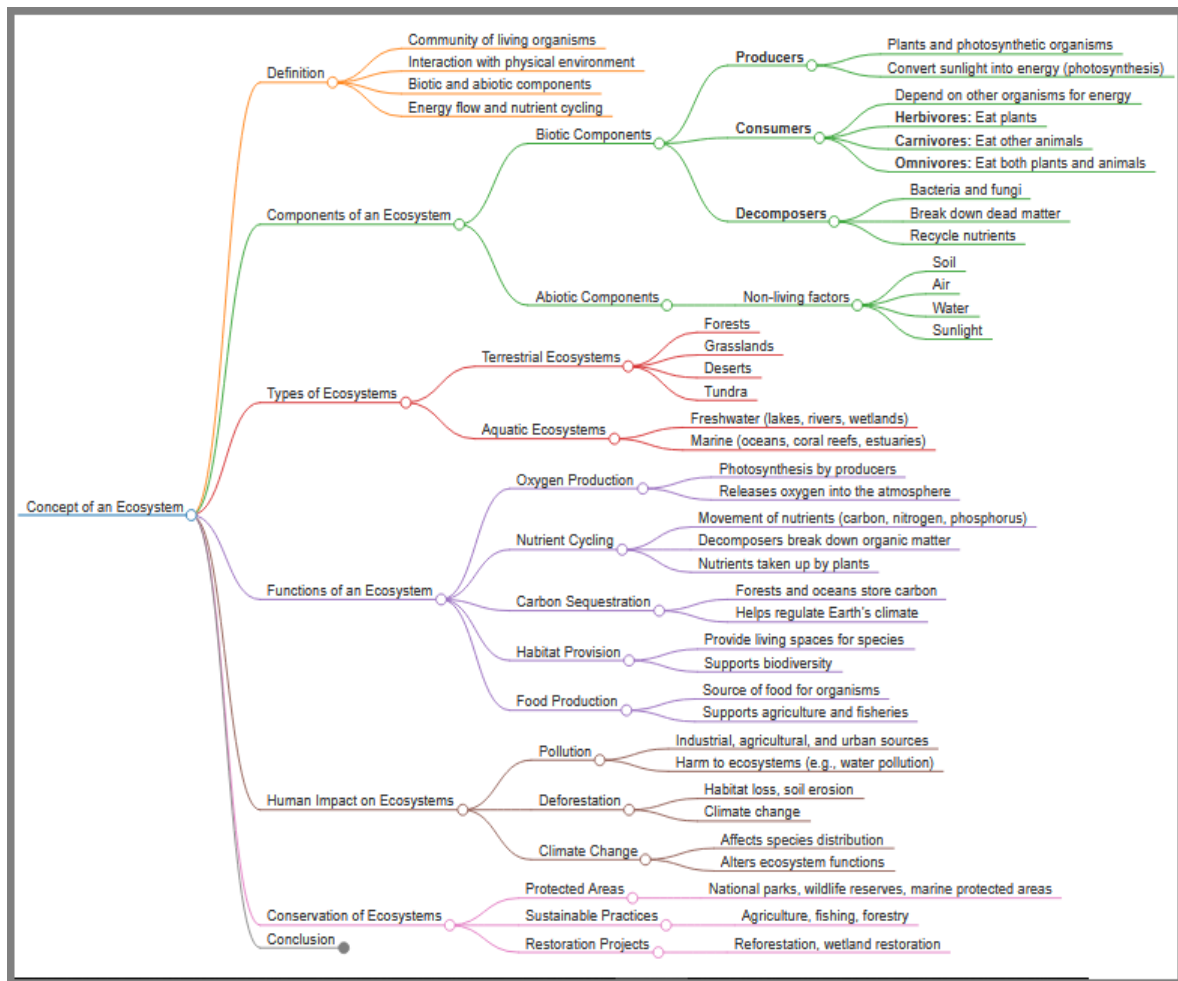 Concept of an Ecosystem
Definition
Community of living organisms
Interaction with physical environment
Biotic and abiotic components
Energy flow and nutrient cycling
Components of an Ecosystem
Biotic Components
Producers
Plants and photosynthetic organisms
Convert sunlight into energy (photosynthesis)
Consumers
Depend on other organisms for energy
Herbivores: Eat plants
Carnivores: Eat other animals
Omnivores: Eat both plants and animals
Decomposers
Bacteria and fungi
Break down dead matter
Recycle nutrients
Abiotic Components
Non-living factors
Soil
Air
Water
Sunlight
Types of Ecosystems
Terrestrial Ecosystems
Forests
Grasslands
Deserts
Tundra
Aquatic Ecosystems
Freshwater (lakes, rivers, wetlands)
Marine (oceans, coral reefs, estuaries)
Functions of an Ecosystem
Oxygen Production
Photosynthesis by producers
Releases oxygen into the atmosphere
Nutrient Cycling
Movement of nutrients (carbon, nitrogen, phosphorus)
Decomposers break down organic matter
Nutrients taken up by plants
Carbon Sequestration
Forests and oceans store carbon
Helps regulate Earth's climate
Habitat Provision
Provide living spaces for species
Supports biodiversity
Food Production
Source of food for organisms
Supports agriculture and fisheries
Human Impact on Ecosystems
Pollution
Industrial, agricultural, and urban sources
Harm to ecosystems (e.g., water pollution)
Deforestation
Habitat loss, soil erosion
Climate change
Climate Change
Affects species distribution
Alters ecosystem functions
Conservation of Ecosystems
Protected Areas
National parks, wildlife reserves, marine protected areas
Sustainable Practices
Agriculture, fishing, forestry
Restoration Projects
Reforestation, wetland restoration
Conclusion